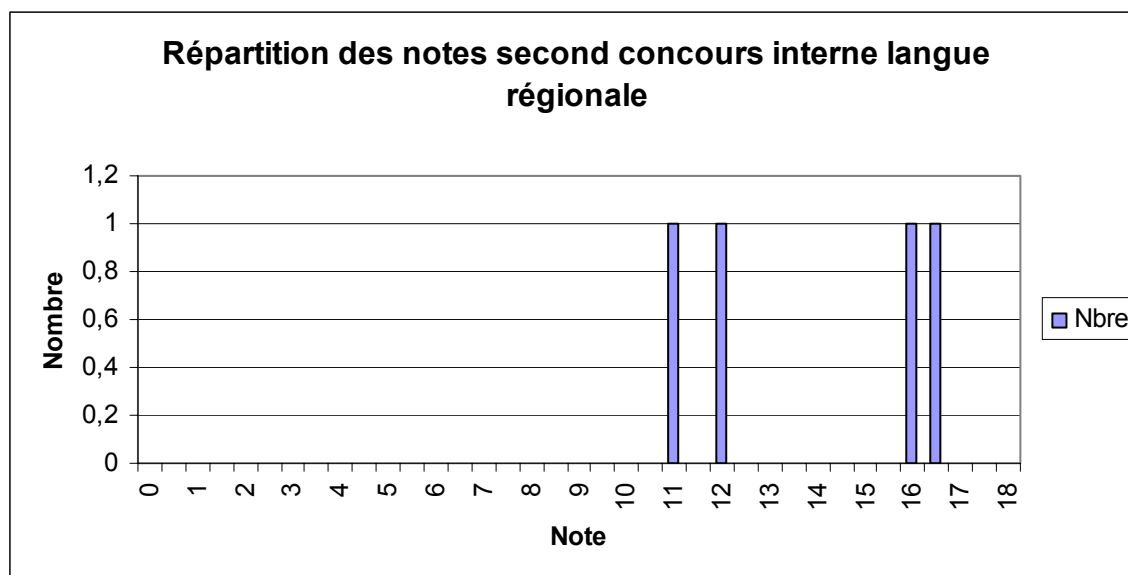 Répartition des notes second concours interne langue
régionale
1,2
1
0,8
0,6
0,4
0,2
0
Nombre
0 1 2 3 4 5 6 7 8 9 10 11 12 13 14 15 16 17 18
Note
Nbre